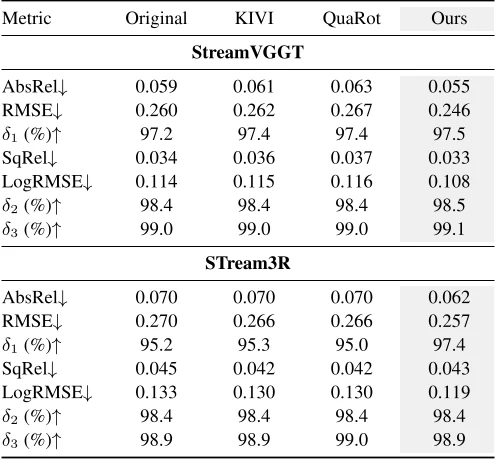 Metric Original KIVI QuaRot Ours
StreamVGGT
AbsRel↓ 0.059 0.061 0.063 0.055
RMSE↓ 0.260 0.262 0.267 0.246
δ₁ (%)↑ 97.2 97.4 97.4 97.5
SqRel↓ 0.034 0.036 0.037 0.033
LogRMSE↓ 0.114 0.115 0.116 0.108
δ₂ (%)↑ 98.4 98.4 98.4 98.5
δ₃ (%)↑ 99.0 99.0 99.0 99.1
STream3R
AbsRel↓ 0.070 0.070 0.070 0.062
RMSE↓ 0.270 0.266 0.266 0.257
δ₁ (%)↑ 95.2 95.3 95.0 97.4
SqRel↓ 0.045 0.042 0.042 0.043
LogRMSE↓ 0.133 0.130 0.130 0.119
δ₂ (%)↑ 98.4 98.4 98.4 98.4
δ₃ (%)↑ 98.9 98.9 99.0 98.9